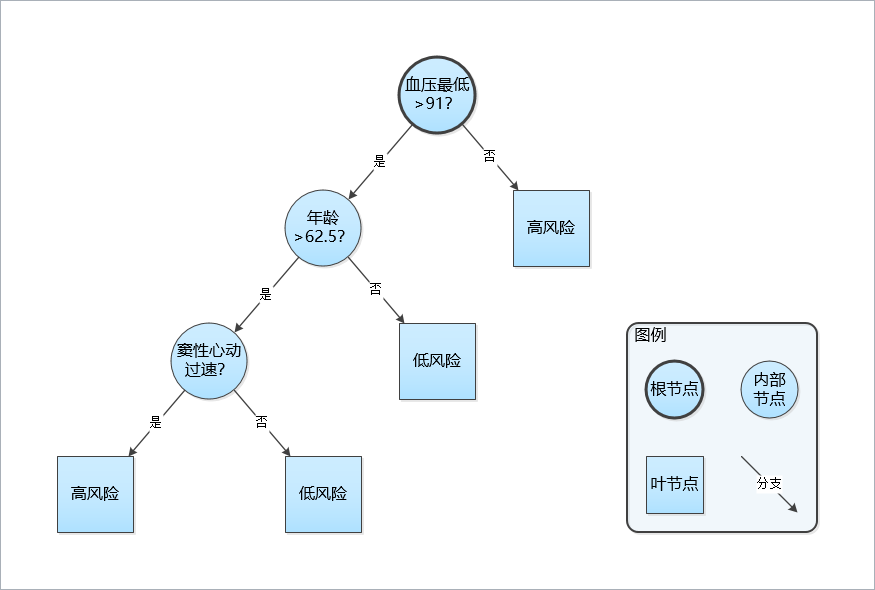 血压最低
>91?
是
否
年龄
>62.5?
高风险
是
否
窦性心动
过速?
低风险
是
否
高风险
低风险
图例
根节点
内部
节点
叶节点
分支